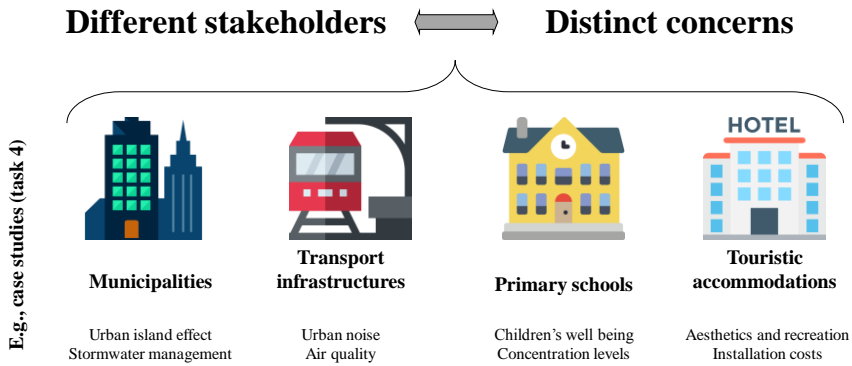 Different stakeholders
Distinct concerns
E.g., case studies (task 4)
HOTEL
Municipalities
Transport
infrastructures
Primary schools
Touristic
accommodations
Urban island effect
Stormwater management
Urban noise
Air quality
Children’s well being
Concentration levels
Aesthetics and recreation
Installation costs